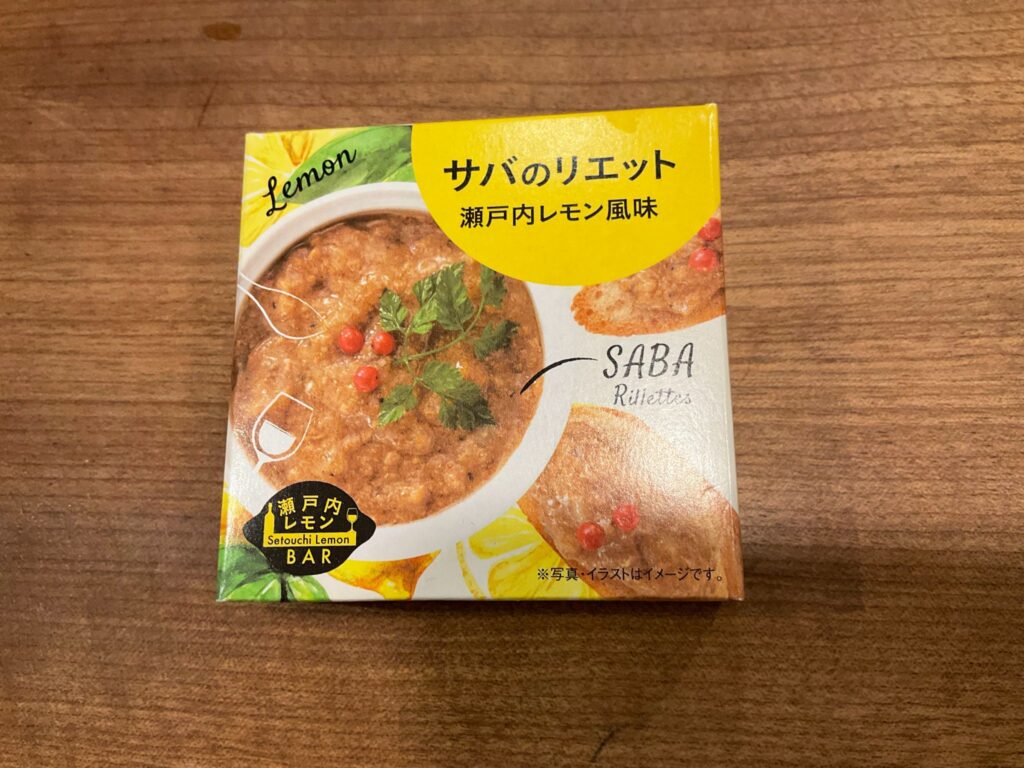 Lemon
サバのリエット
瀬戸内レモン風味
SABA
Rillettes
瀬戸内
レモン
Setouchi Lemon
BAR
※写真・イラストはイメージです。